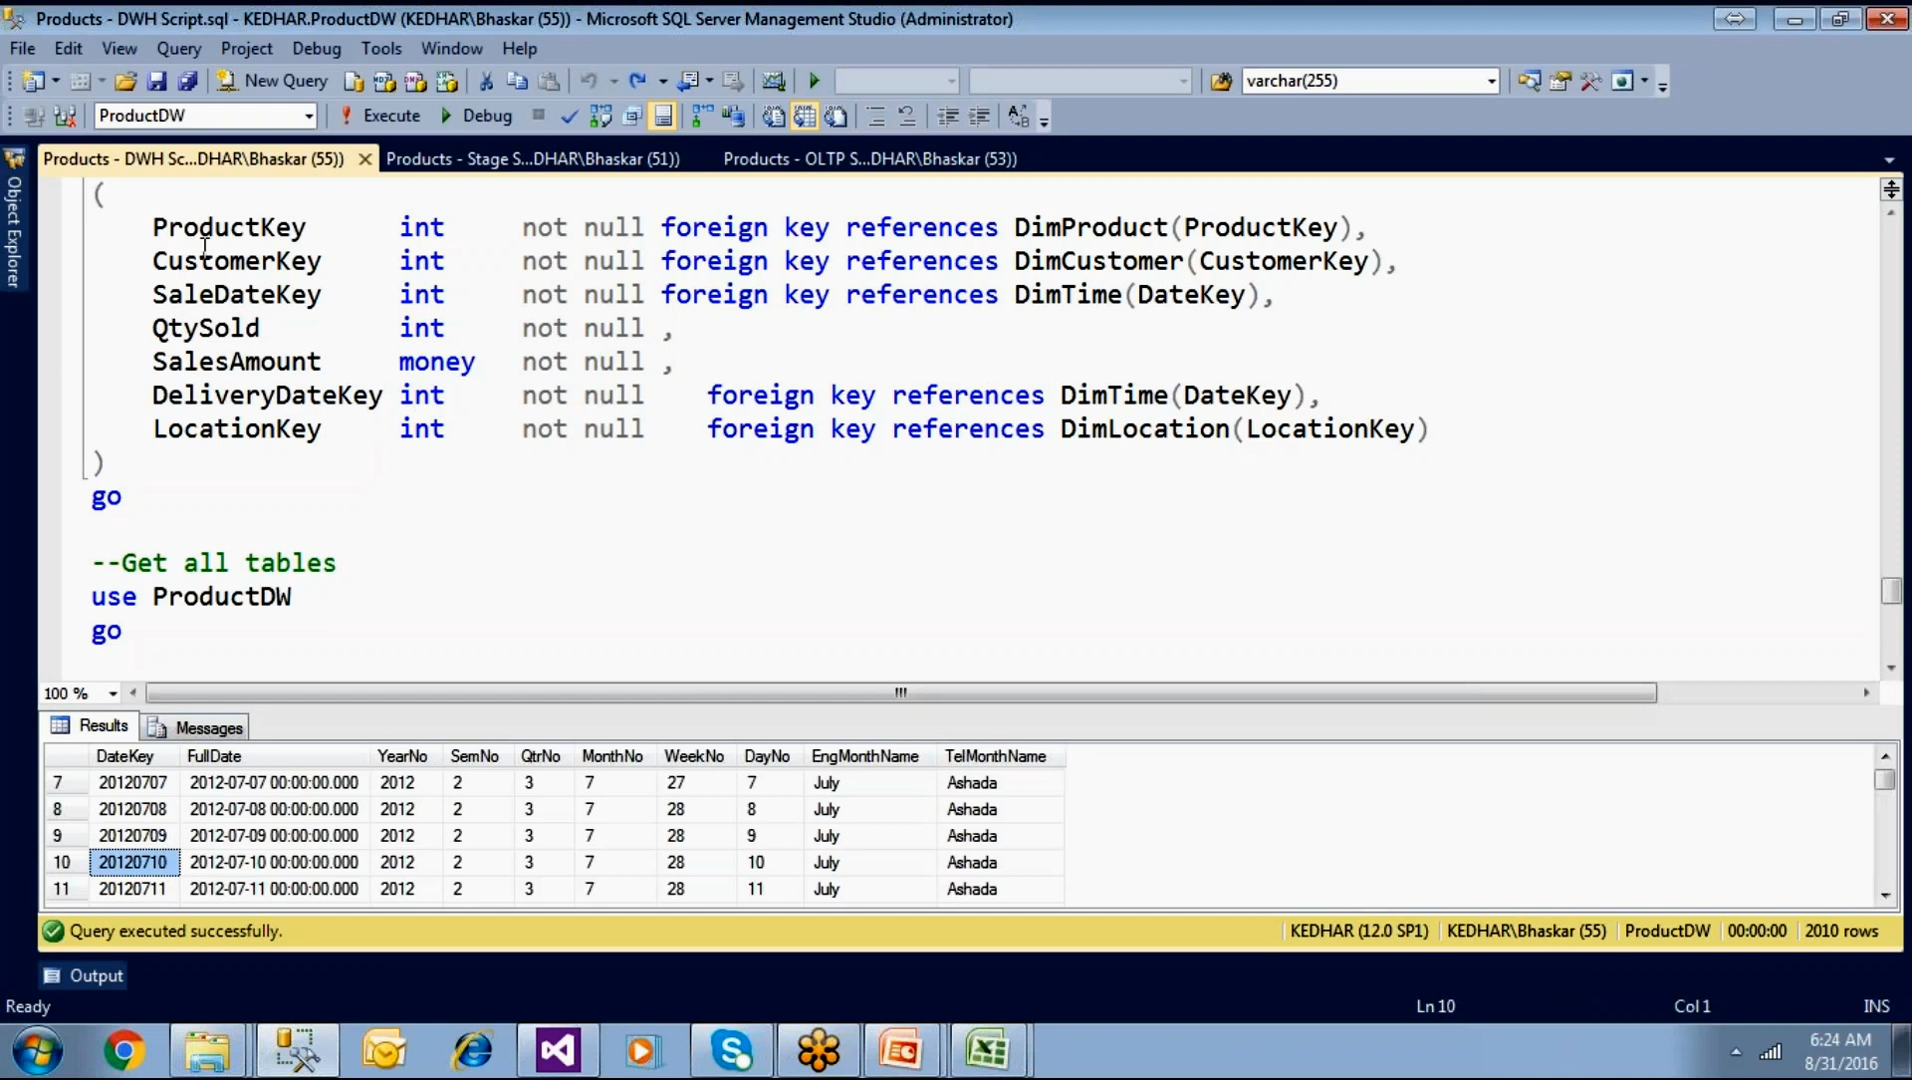 Products - DWH Script.sql - KEDHAR.ProductDW (KEDHAR\Bhaskar (55)) - Microsoft SQL Server Management Studio (Administrator)
File Edit View Query Project Debug Tools Window Help
New Query varchar(255)
ProductDW Execute Debug
Products - DWH Sc...DHAR\Bhaskar (55)) Products - Stage S...DHAR\Bhaskar (51)) Products - OLTP S...DHAR\Bhaskar (53))
Object Explorer
(
ProductKey int not null foreign key references DimProduct(ProductKey),
CustomerKey int not null foreign key references DimCustomer(CustomerKey),
SaleDateKey int not null foreign key references DimTime(DateKey),
QtySold int not null ,
SalesAmount money not null ,
DeliveryDateKey int not null foreign key references DimTime(DateKey),
LocationKey int not null foreign key references DimLocation(LocationKey)
)
go
--Get all tables
use ProductDW
go
100 %
Results Messages
DateKey FullDate YearNo SemNo QtrNo MonthNo WeekNo DayNo EngMonthName TelMonthName
7 20120707 2012-07-07 00:00:00.000 2012 2 3 7 27 7 July Ashada
8 20120708 2012-07-08 00:00:00.000 2012 2 3 7 28 8 July Ashada
9 20120709 2012-07-09 00:00:00.000 2012 2 3 7 28 9 July Ashada
10 20120710 2012-07-10 00:00:00.000 2012 2 3 7 28 10 July Ashada
11 20120711 2012-07-11 00:00:00.000 2012 2 3 7 28 11 July Ashada
Query executed successfully. KEDHAR (12.0 SP1) KEDHAR\Bhaskar (55) ProductDW 00:00:00 2010 rows
Output
Ready Ln 10 Col 1 INS
6:24 AM
8/31/2016